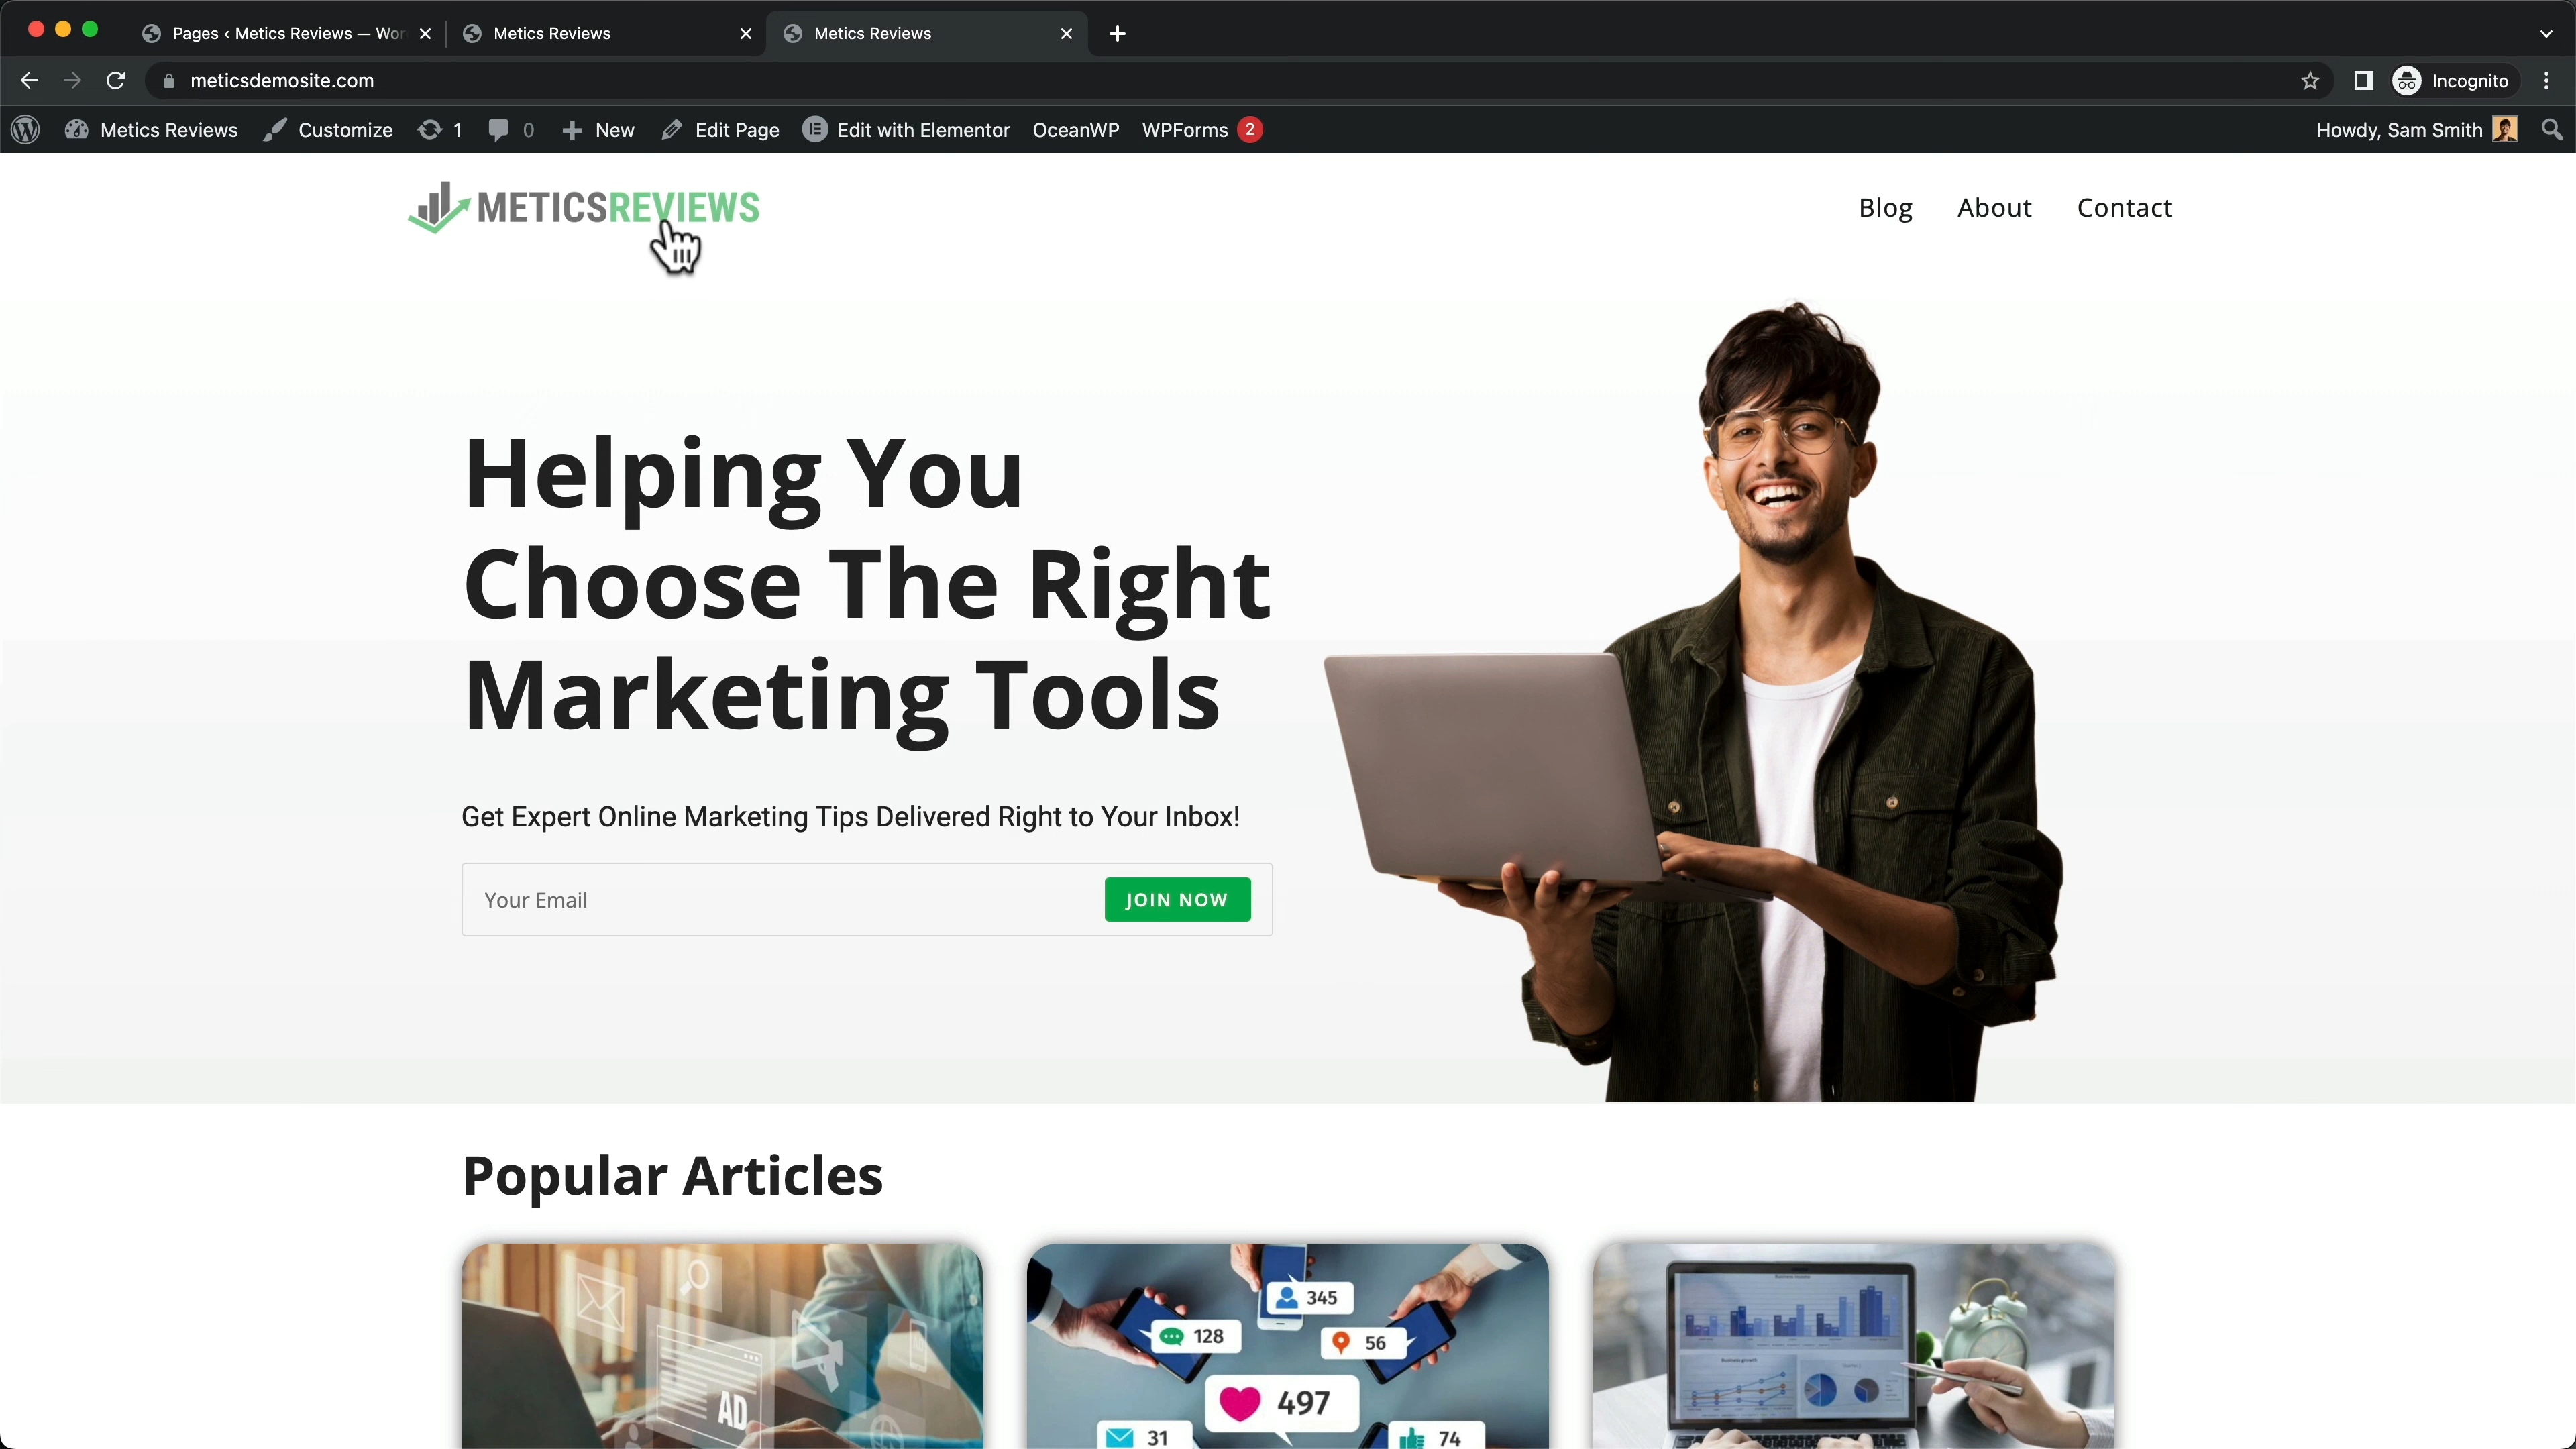 Pages ‹ Metics Reviews — Wor
Metics Reviews
Metics Reviews
meticsdemosite.com
Incognito
Metics Reviews
Customize
1
0
New
Edit Page
Edit with Elementor
OceanWP
WPForms
2
Howdy, Sam Smith
METICSREVIEWS
Blog
About
Contact
Helping You
Choose The Right
Marketing Tools
Get Expert Online Marketing Tips Delivered Right to Your Inbox!
Your Email
JOIN NOW
Popular Articles
AD
345
128
56
497
31
74
Business growth